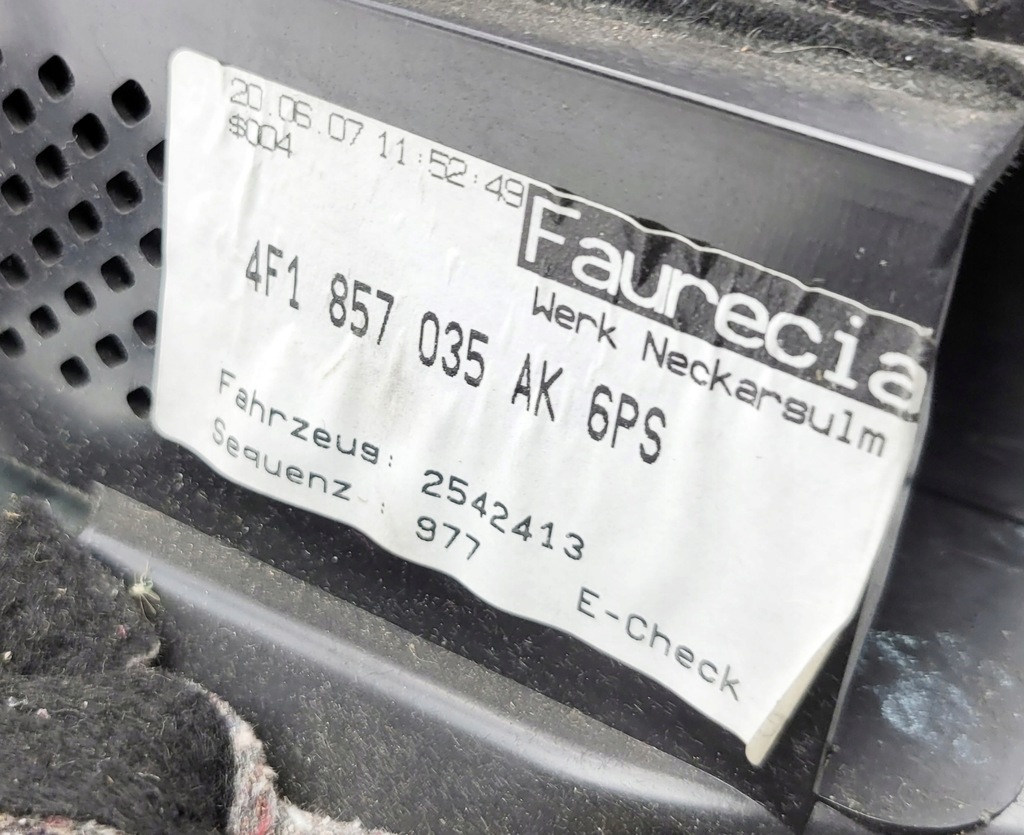 20.06.07 11:52:49
$004
Faurecia
Werk Neckarsulm
4F1 857 035 AK 6PS
Fahrzeug: 2542413
Sequenz : 977
E-Check